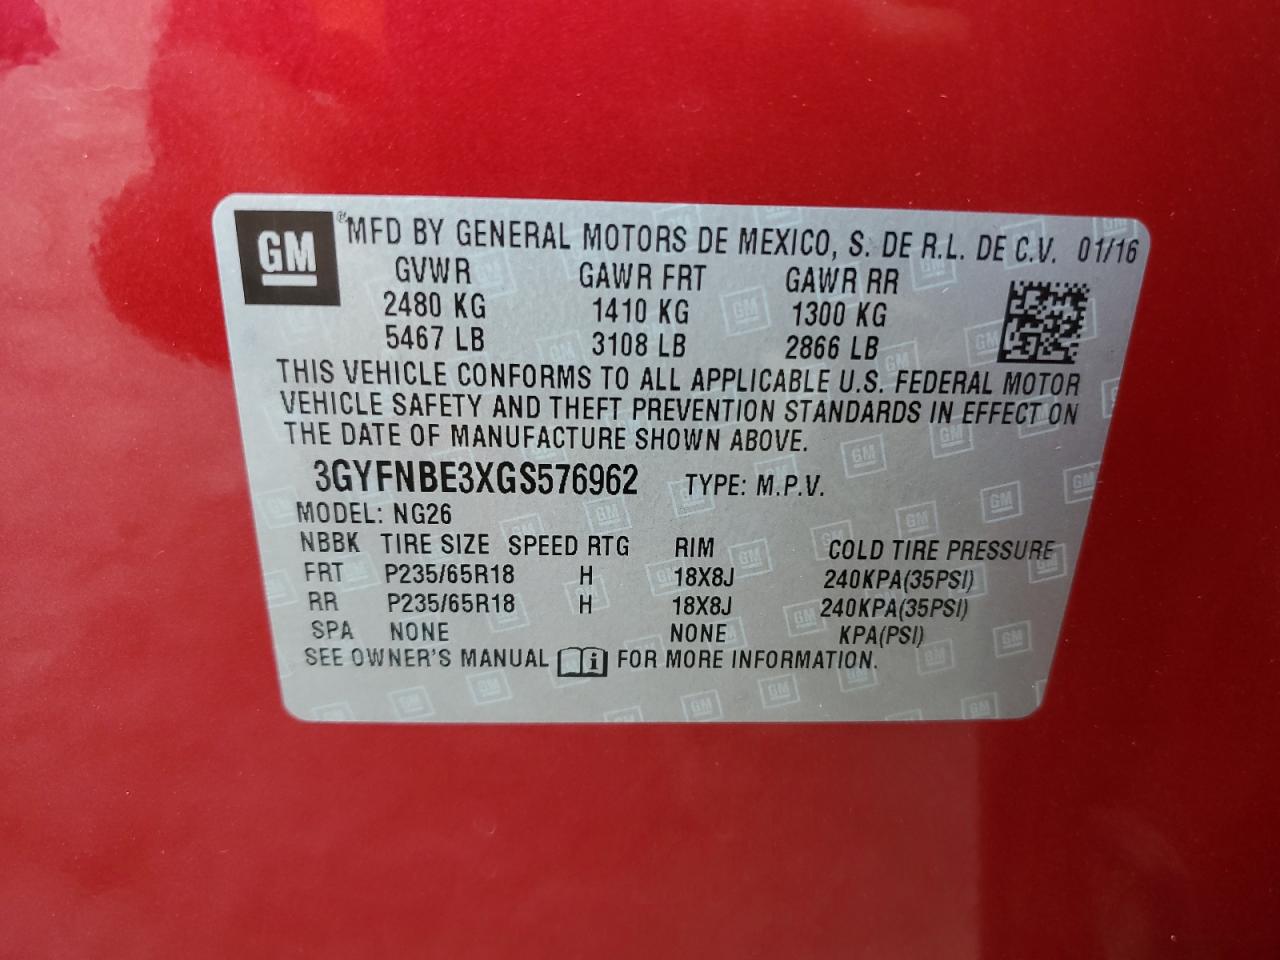 GM ® MFD BY GENERAL MOTORS DE MEXICO, S. DE R.L. DE C.V. 01/16
GVWR GAWR FRT GAWR RR
2480 KG 1410 KG 1300 KG
5467 LB 3108 LB 2866 LB
THIS VEHICLE CONFORMS TO ALL APPLICABLE U.S. FEDERAL MOTOR
VEHICLE SAFETY AND THEFT PREVENTION STANDARDS IN EFFECT ON
THE DATE OF MANUFACTURE SHOWN ABOVE.
3GYFNBE3XGS576962 TYPE: M.P.V.
MODEL: NG26
NBBK TIRE SIZE SPEED RTG RIM COLD TIRE PRESSURE
FRT P235/65R18 H 18X8J 240KPA(35PSI)
RR P235/65R18 H 18X8J 240KPA(35PSI)
SPA NONE NONE KPA(PSI)
SEE OWNER'S MANUAL i FOR MORE INFORMATION.